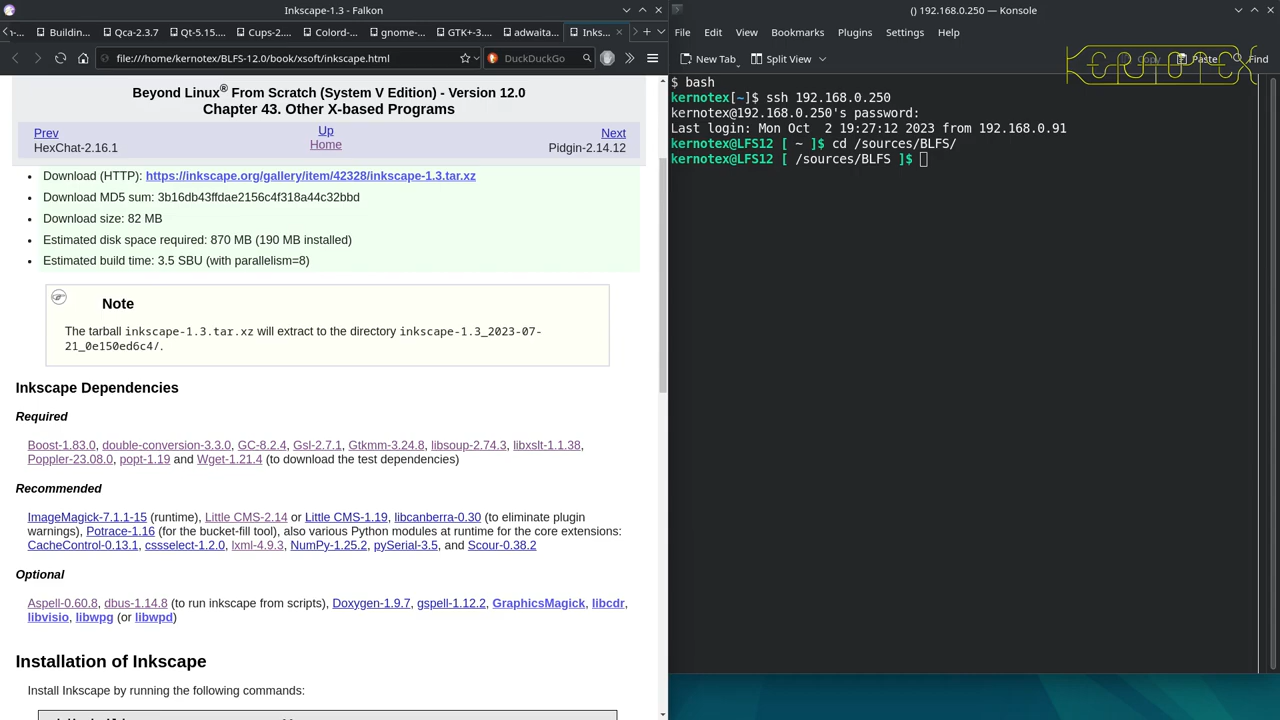 Inkscape-1.3 - Falkon
n-... Building... Qca-2.3.7 Qt-5.15.... Cups-2.... Colord-... gnome-... GTK+-3.... adwaita... Inks...
file:///home/kernotex/BLFS-12.0/book/xsoft/inkscape.html DuckDuckGo
Beyond Linux® From Scratch (System V Edition) - Version 12.0
Chapter 43. Other X-based Programs
Prev Up Next
HexChat-2.16.1 Home Pidgin-2.14.12
Download (HTTP): https://inkscape.org/gallery/item/42328/inkscape-1.3.tar.xz
Download MD5 sum: 3b16db43ffdae2156c4f318a44c32bbd
Download size: 82 MB
Estimated disk space required: 870 MB (190 MB installed)
Estimated build time: 3.5 SBU (with parallelism=8)
Note
The tarball inkscape-1.3.tar.xz will extract to the directory inkscape-1.3_2023-07-
21_0e150ed6c4/.
Inkscape Dependencies
Required
Boost-1.83.0, double-conversion-3.3.0, GC-8.2.4, Gsl-2.7.1, Gtkmm-3.24.8, libsoup-2.74.3, libxslt-1.1.38,
Poppler-23.08.0, popt-1.19 and Wget-1.21.4 (to download the test dependencies)
Recommended
ImageMagick-7.1.1-15 (runtime), Little CMS-2.14 or Little CMS-1.19, libcanberra-0.30 (to eliminate plugin
warnings), Potrace-1.16 (for the bucket-fill tool), also various Python modules at runtime for the core extensions:
CacheControl-0.13.1, cssselect-1.2.0, lxml-4.9.3, NumPy-1.25.2, pySerial-3.5, and Scour-0.38.2
Optional
Aspell-0.60.8, dbus-1.14.8 (to run inkscape from scripts), Doxygen-1.9.7, gspell-1.12.2, GraphicsMagick, libcdr,
libvisio, libwpg (or libwpd)
Installation of Inkscape
Install Inkscape by running the following commands:
() 192.168.0.250 — Konsole
File Edit View Bookmarks Plugins Settings Help
New Tab Split View Copy Paste Find
KERNOTEX
$ bash
kernotex[~]$ ssh 192.168.0.250
kernotex@192.168.0.250's password:
Last login: Mon Oct  2 19:27:12 2023 from 192.168.0.91
kernotex@LFS12 [ ~ ]$ cd /sources/BLFS/
kernotex@LFS12 [ /sources/BLFS ]$